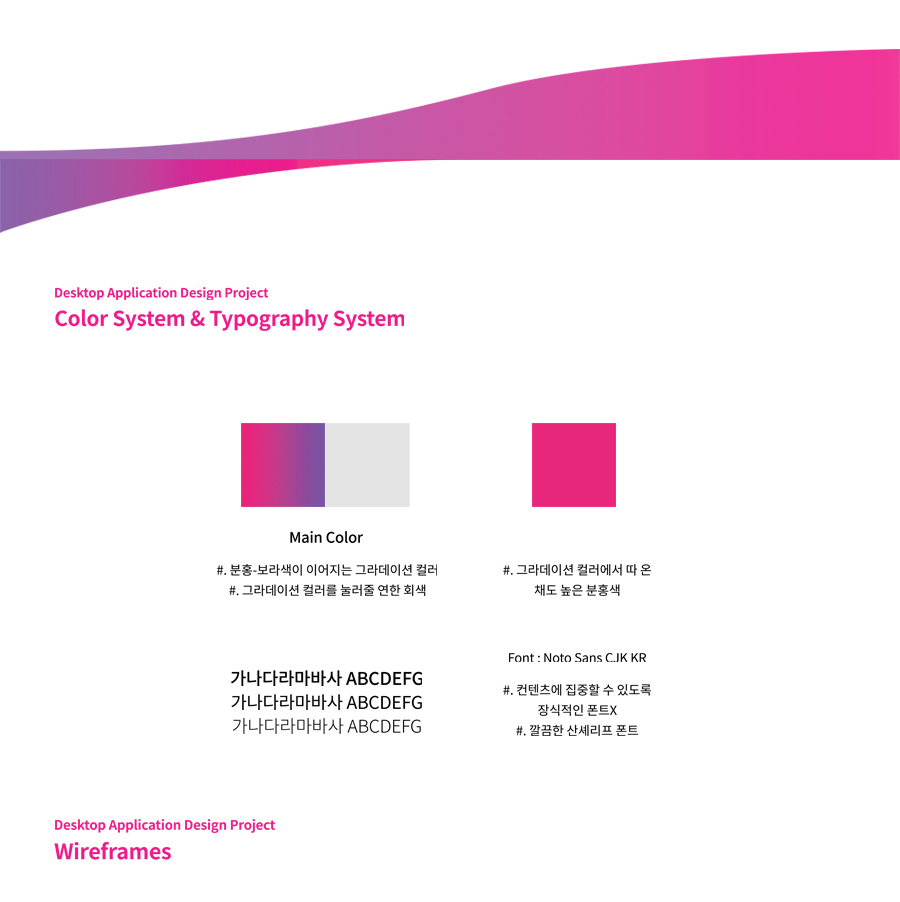 Desktop Application Design Project
Color System & Typography System
Main Color
#. 분홍-보라색이 이어지는 그라데이션 컬러
#. 그라데이션 컬러를 눌러줄 연한 회색
#. 그라데이션 컬러에서 따 온
채도 높은 분홍색
가나다라마바사 ABCDEFG
가나다라마바사 ABCDEFG
가나다라마바사 ABCDEFG
Font : Noto Sans CJK KR
#. 컨텐츠에 집중할 수 있도록
장식적인 폰트X
#. 깔끔한 산세리프 폰트
Desktop Application Design Project
Wireframes